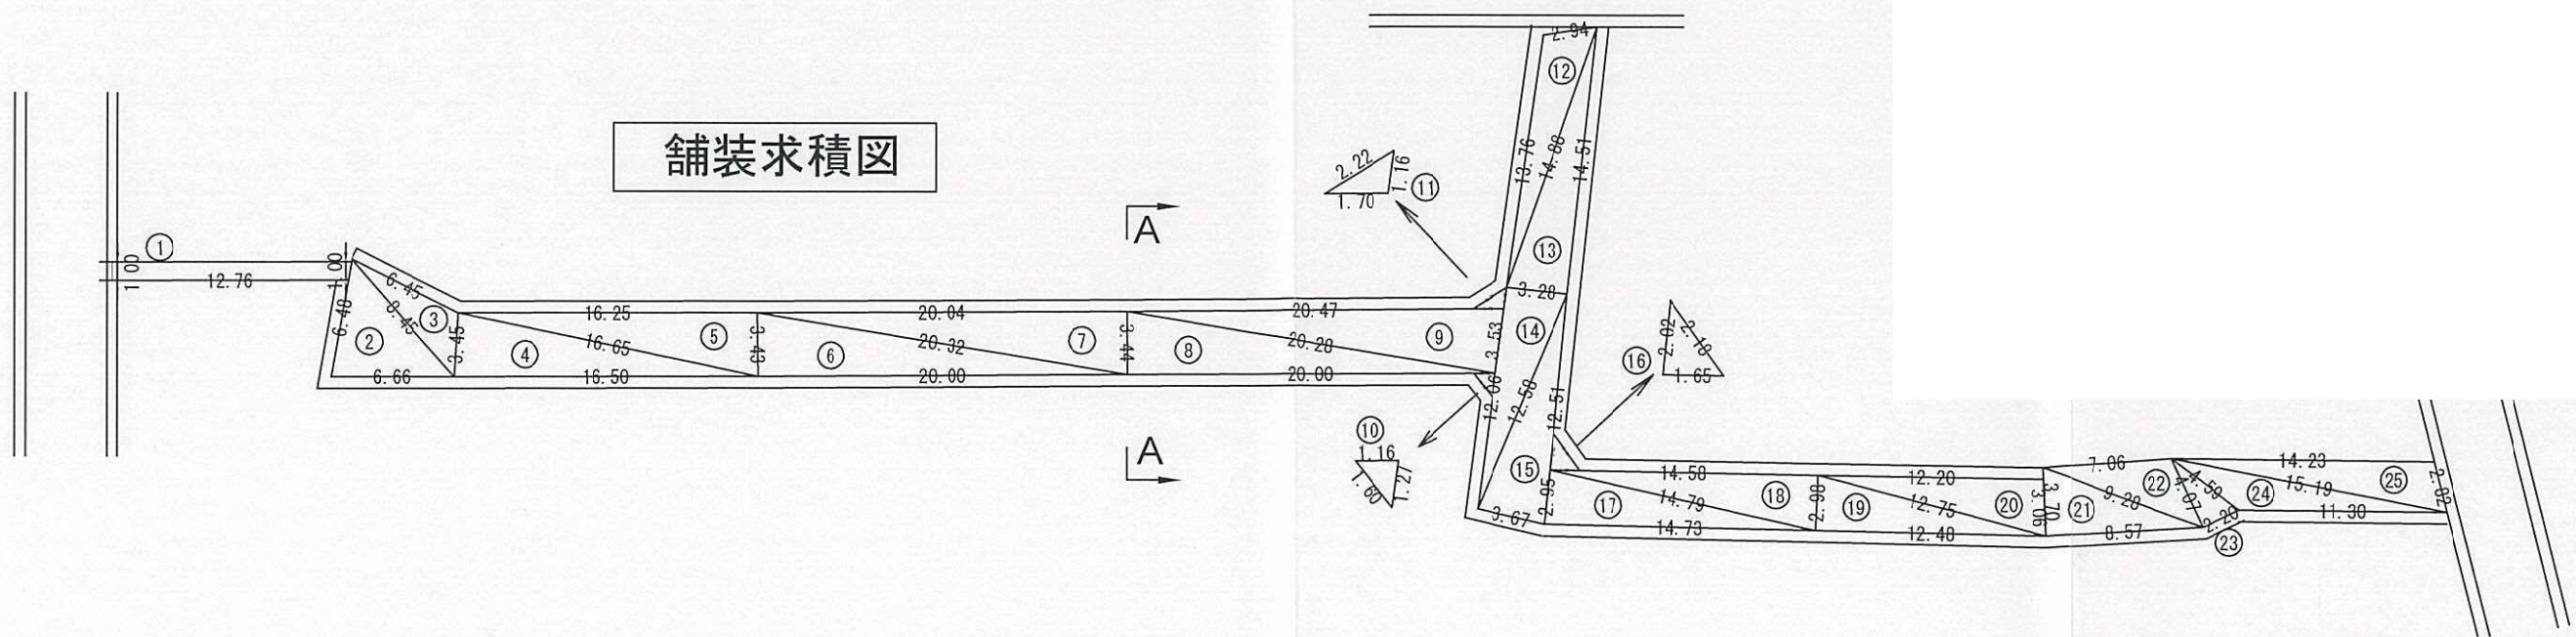 舗装求積図
① 1.00 12.76 1.00
6.48 ② 6.66 8.45 ③ 6.45 3.45
④ 16.50 16.65 ⑤ 16.25 3.43
⑥ 20.00 20.32 ⑦ 20.04 3.44
⑧ 20.00 20.28 ⑨ 20.47 3.53
A
A
⑩ 1.16 1.60 1.27
2.22 1.16 1.70 ⑪
2.94 ⑫ 13.76 14.88 14.51 ⑬ 3.28
⑭ 12.06 12.58 12.51 ⑮ 3.67 2.95
⑯ 2.02 2.18 1.65
⑰ 14.73 14.79 ⑱ 14.58 2.98
⑲ 12.48 12.75 ⑳ 12.20 3.06
3.70 ㉑ 8.57 9.28 ㉒ 7.06 4.07
㉓ 2.20 4.59
㉔ 11.30 15.19 ㉕ 14.23 2.82